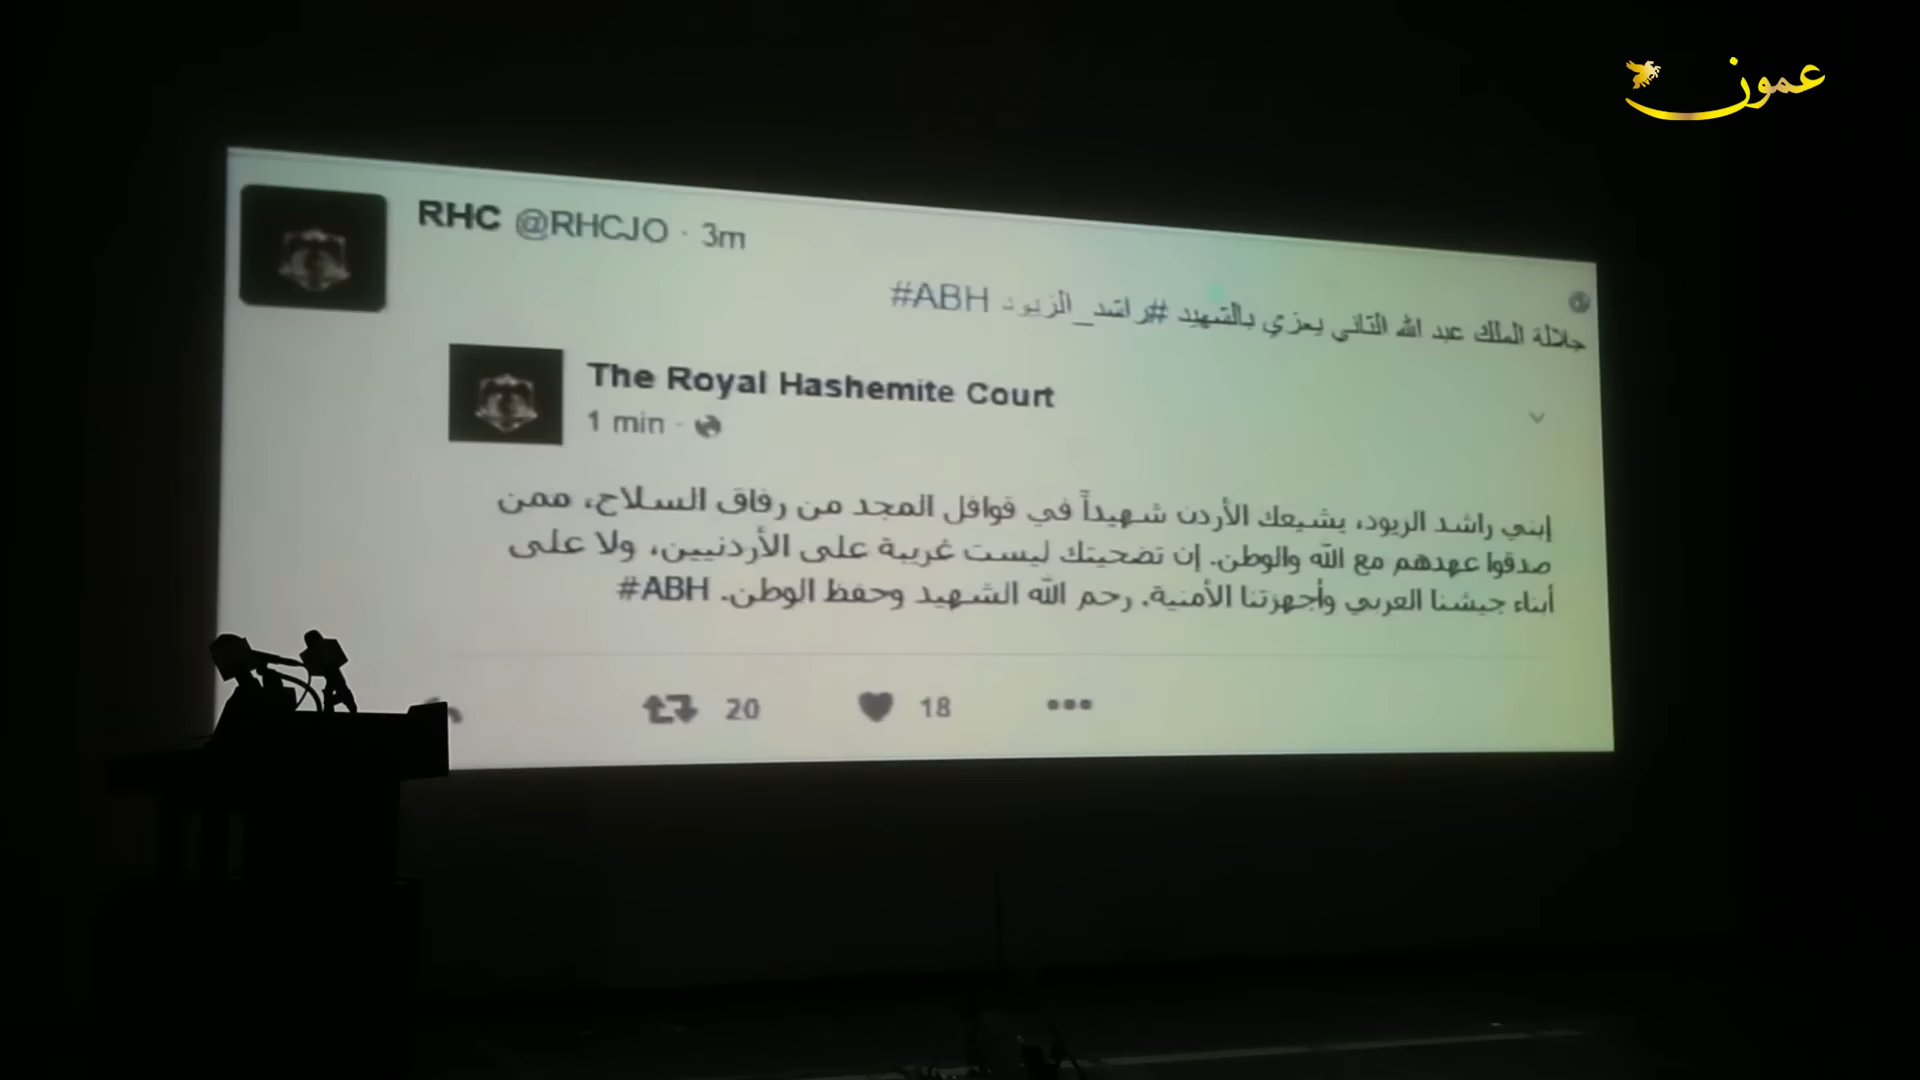 عمون
RHC @RHCJO · 3m
جلالة الملك عبد الله الثاني يعزي بالشهيد #راشد_الزيود #ABH
The Royal Hashemite Court
1 min ·
إبني راشد الزيود، يشيعك الأردن شهيداً في قوافل المجد من رفاق السلاح، ممن
صدقوا عهدهم مع الله والوطن. إن تضحيتك ليست غريبة على الأردنيين، ولا على
أبناء جيشنا العربي وأجهزتنا الأمنية. رحم الله الشهيد وحفظ الوطن. #ABH
20 18